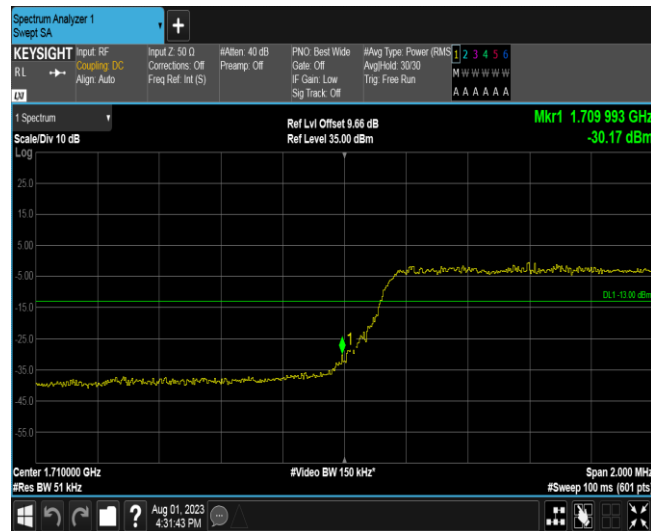 Spectrum Analyzer 1
Swept SA
KEYSIGHT
RL
LXI
Input: RF
Coupling: DC
Align: Auto
Input Z: 50 Ω
Corrections: Off
Freq Ref: Int (S)
#Atten: 40 dB
Preamp: Off
PNO: Best Wide
Gate: Off
IF Gain: Low
Sig Track: Off
#Avg Type: Power (RMS
Avg|Hold: 30/30
Trig: Free Run
1 2 3 4 5 6
M W W W W W
A A A A A A
1 Spectrum
Scale/Div 10 dB
Log
Ref Lvl Offset 9.66 dB
Ref Level 35.00 dBm
Mkr1 1.709 993 GHz
-30.17 dBm
25.0
15.0
5.00
-5.00
-15.0
-25.0
-35.0
-45.0
-55.0
DL1 -13.00 dBm
1
Center 1.710000 GHz
#Res BW 51 kHz
#Video BW 150 kHz*
Span 2.000 MHz
#Sweep 100 ms (601 pts)
?
Aug 01, 2023
4:31:43 PM